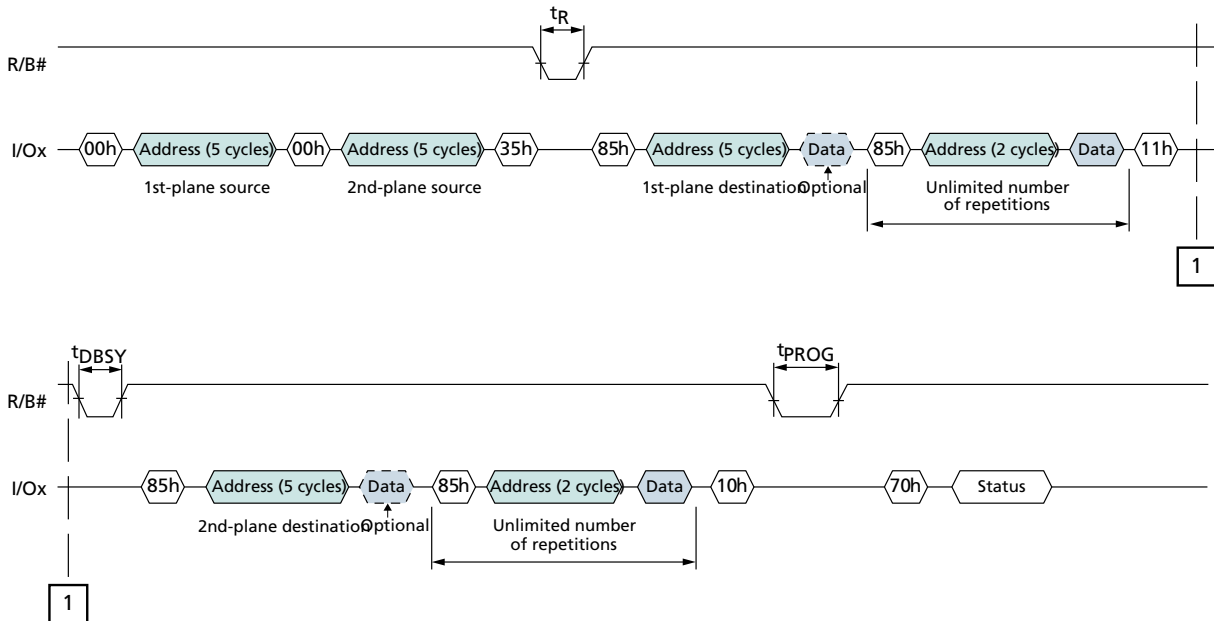 tR
R/B#
I/Ox 00h Address (5 cycles) 00h Address (5 cycles) 35h 85h Address (5 cycles) Data 85h Address (2 cycles) Data 11h
1st-plane source 2nd-plane source 1st-plane destination Optional Unlimited number
of repetitions
1
tDBSY tPROG
R/B#
I/Ox 85h Address (5 cycles) Data 85h Address (2 cycles) Data 10h 70h Status
2nd-plane destination Optional Unlimited number
of repetitions
1